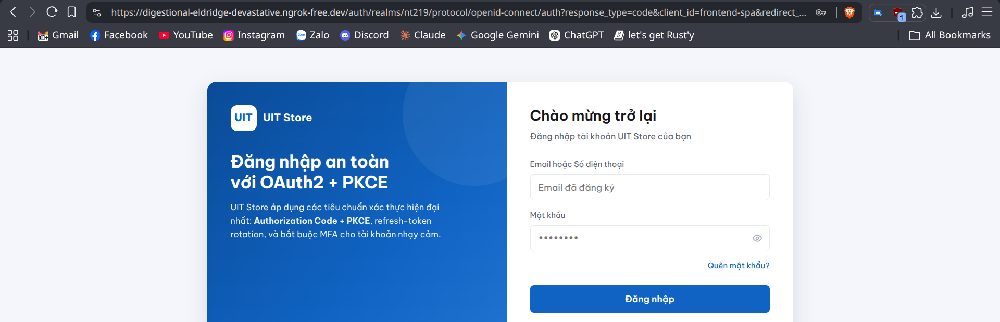 https://digestional-eldridge-devastative.ngrok-free.dev/auth/realms/nt219/protocol/openid-connect/auth?response_type=code&client_id=frontend-spa&redirect_...
1
Gmail
Facebook
YouTube
Instagram
Zalo
Discord
Claude
Google Gemini
ChatGPT
let's get Rust'y
All Bookmarks
UIT
UIT Store
Đăng nhập an toàn
với OAuth2 + PKCE
UIT Store áp dụng các tiêu chuẩn xác thực hiện đại
nhất: Authorization Code + PKCE, refresh-token
rotation, và bắt buộc MFA cho tài khoản nhạy cảm.
Chào mừng trở lại
Đăng nhập tài khoản UIT Store của bạn
Email hoặc Số điện thoại
Email đã đăng ký
Mật khẩu
••••••••
Quên mật khẩu?
Đăng nhập